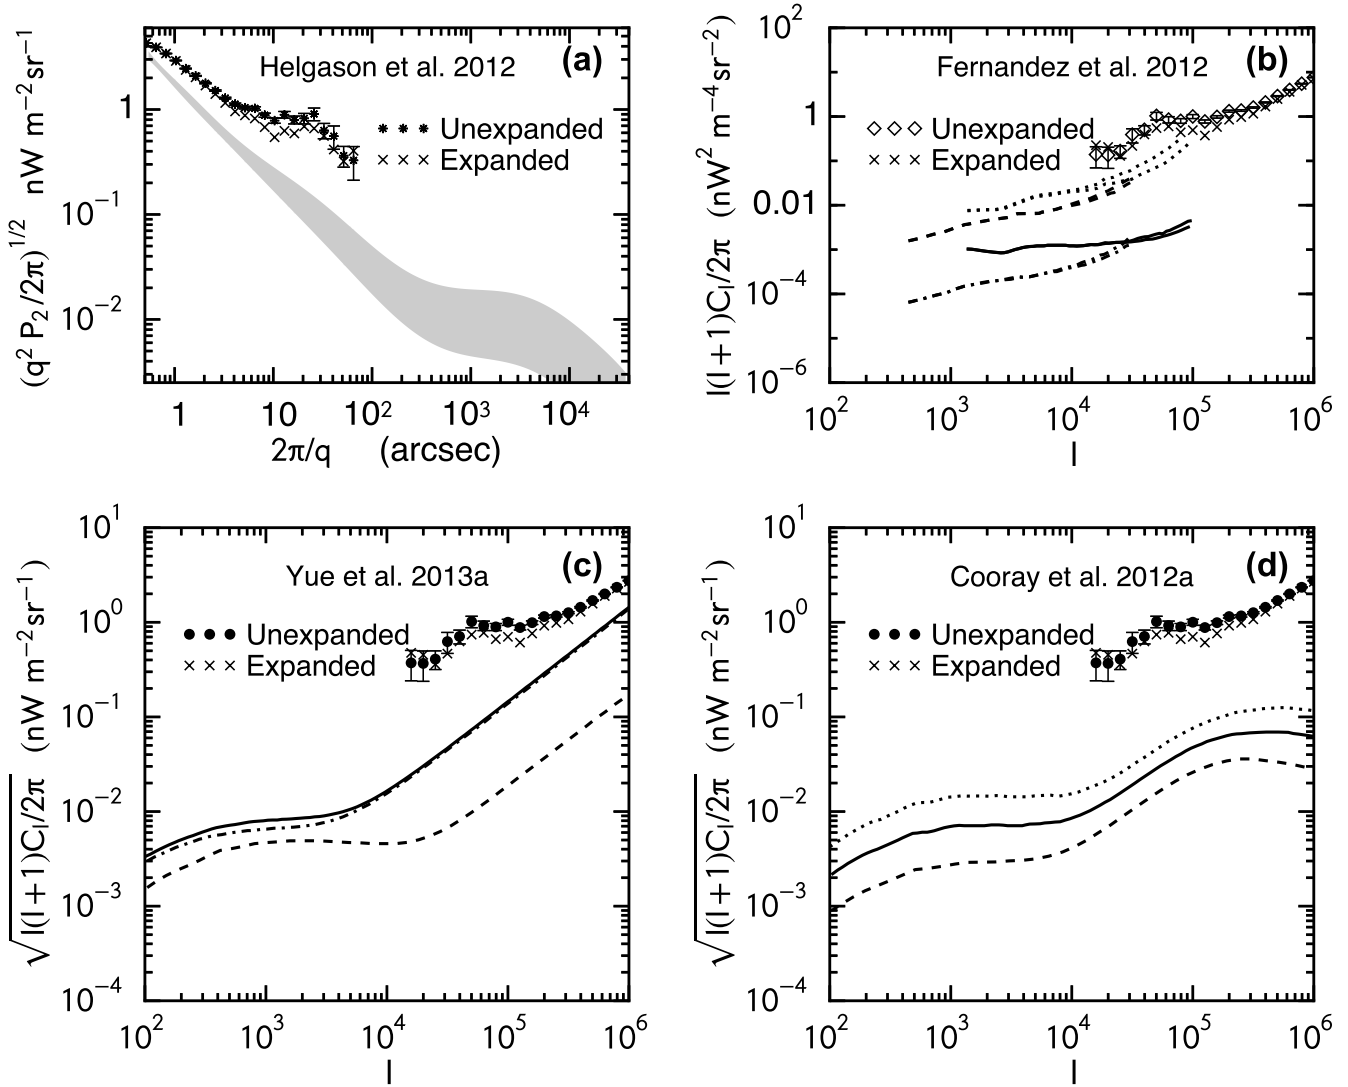 (a)
Helgason et al. 2012
Unexpanded
Expanded
(q² P₂/2π)^1/2 nW m⁻²sr⁻¹
1
10⁻¹
10⁻²
1 10 10² 10³ 10⁴
2π/q (arcsec)
(b)
Fernandez et al. 2012
Unexpanded
Expanded
l(l+1)Cₗ/2π (nW² m⁻⁴sr⁻²)
10²
1
0.01
10⁻⁴
10⁻⁶
10² 10³ 10⁴ 10⁵ 10⁶
l
(c)
Yue et al. 2013a
Unexpanded
Expanded
√l(l+1)Cₗ/2π (nW m⁻²sr⁻¹)
10¹
10⁰
10⁻¹
10⁻²
10⁻³
10⁻⁴
10² 10³ 10⁴ 10⁵ 10⁶
l
(d)
Cooray et al. 2012a
Unexpanded
Expanded
√l(l+1)Cₗ/2π (nW m⁻²sr⁻¹)
10¹
10⁰
10⁻¹
10⁻²
10⁻³
10⁻⁴
10² 10³ 10⁴ 10⁵ 10⁶
l